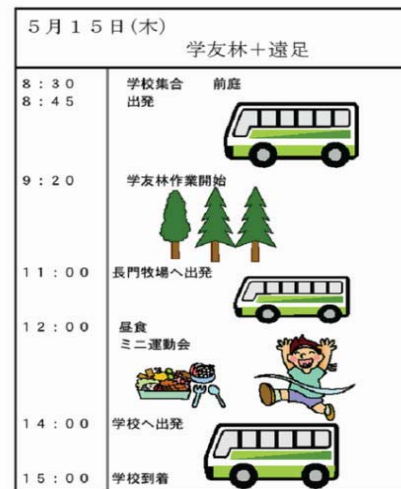 5月15日(木)
学友林＋遠足
8：30 学校集合 前庭
8：45 出発
9：20 学友林作業開始
11：00 長門牧場へ出発
12：00 昼食
ミニ運動会
14：00 学校へ出発
15：00 学校到着